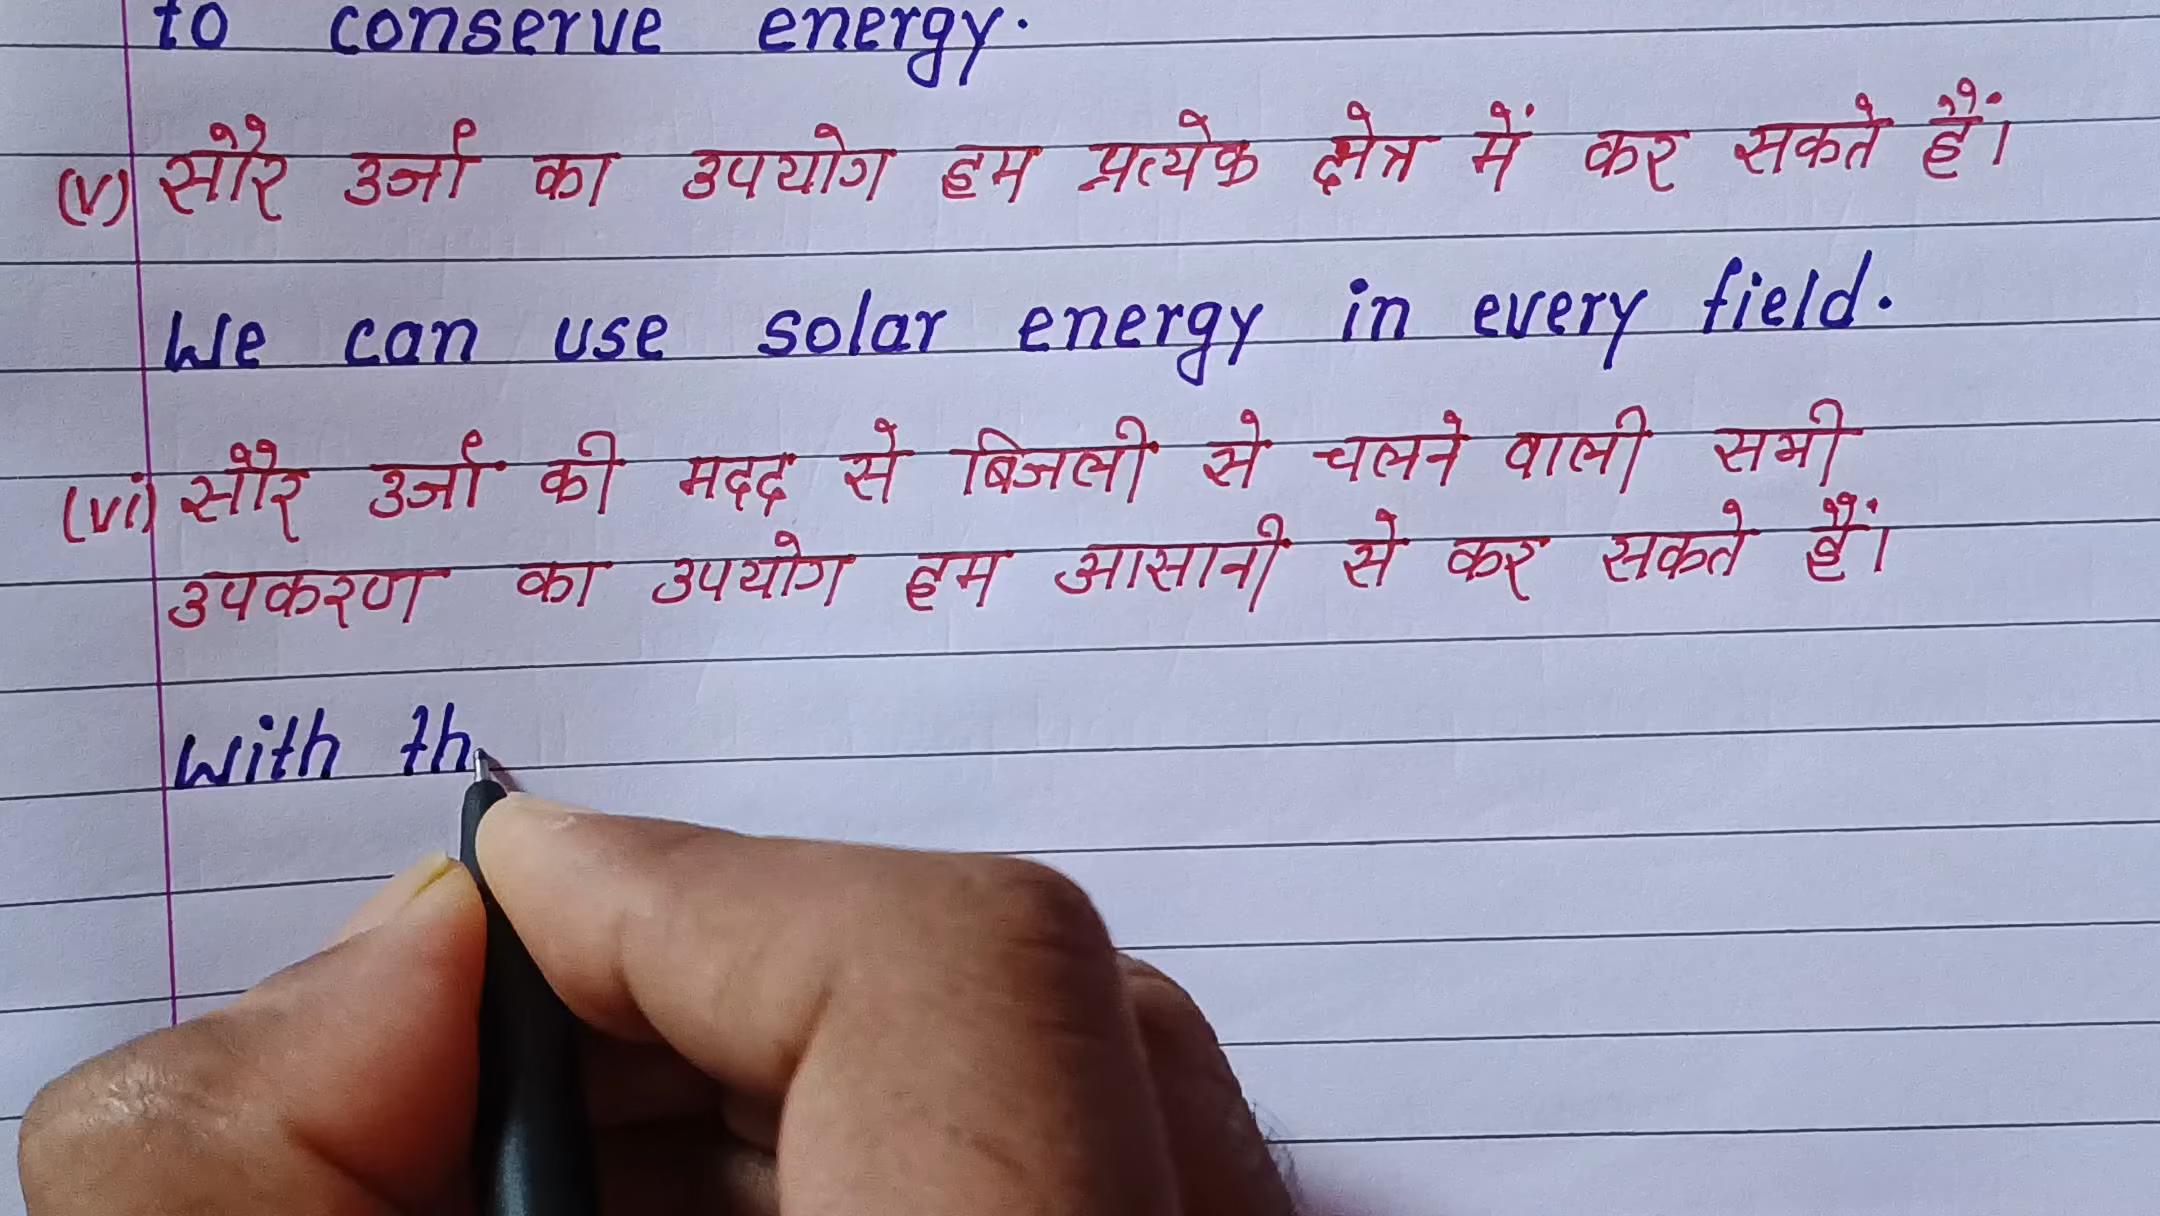 to conserve energy.
(v) सौर उर्जा का उपयोग हम प्रत्येक क्षेत्र में कर सकते हैं।
We can use solar energy in every field.
(vi) सौर उर्जा की मदद से बिजली से चलने वाली सभी
उपकरण का उपयोग हम आसानी से कर सकते हैं।
with th